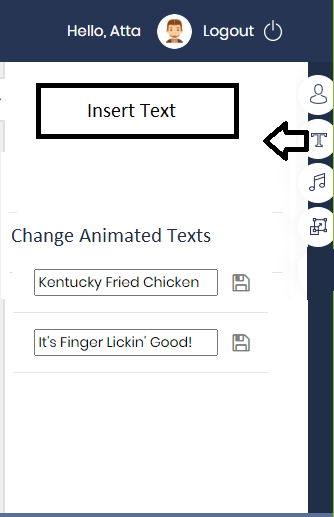 Hello, Atta Logout
Insert Text
T
Change Animated Texts
Kentucky Fried Chicken
It's Finger Lickin' Good!